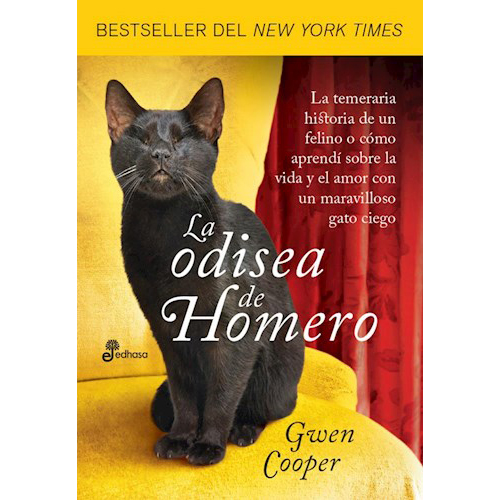 BESTSELLER DEL NEW YORK TIMES
La temeraria
historia de un
felino o cómo
aprendí sobre la
vida y el amor con
un maravilloso
gato ciego
La
odisea
de
Homero
edhasa
Gwen
Cooper